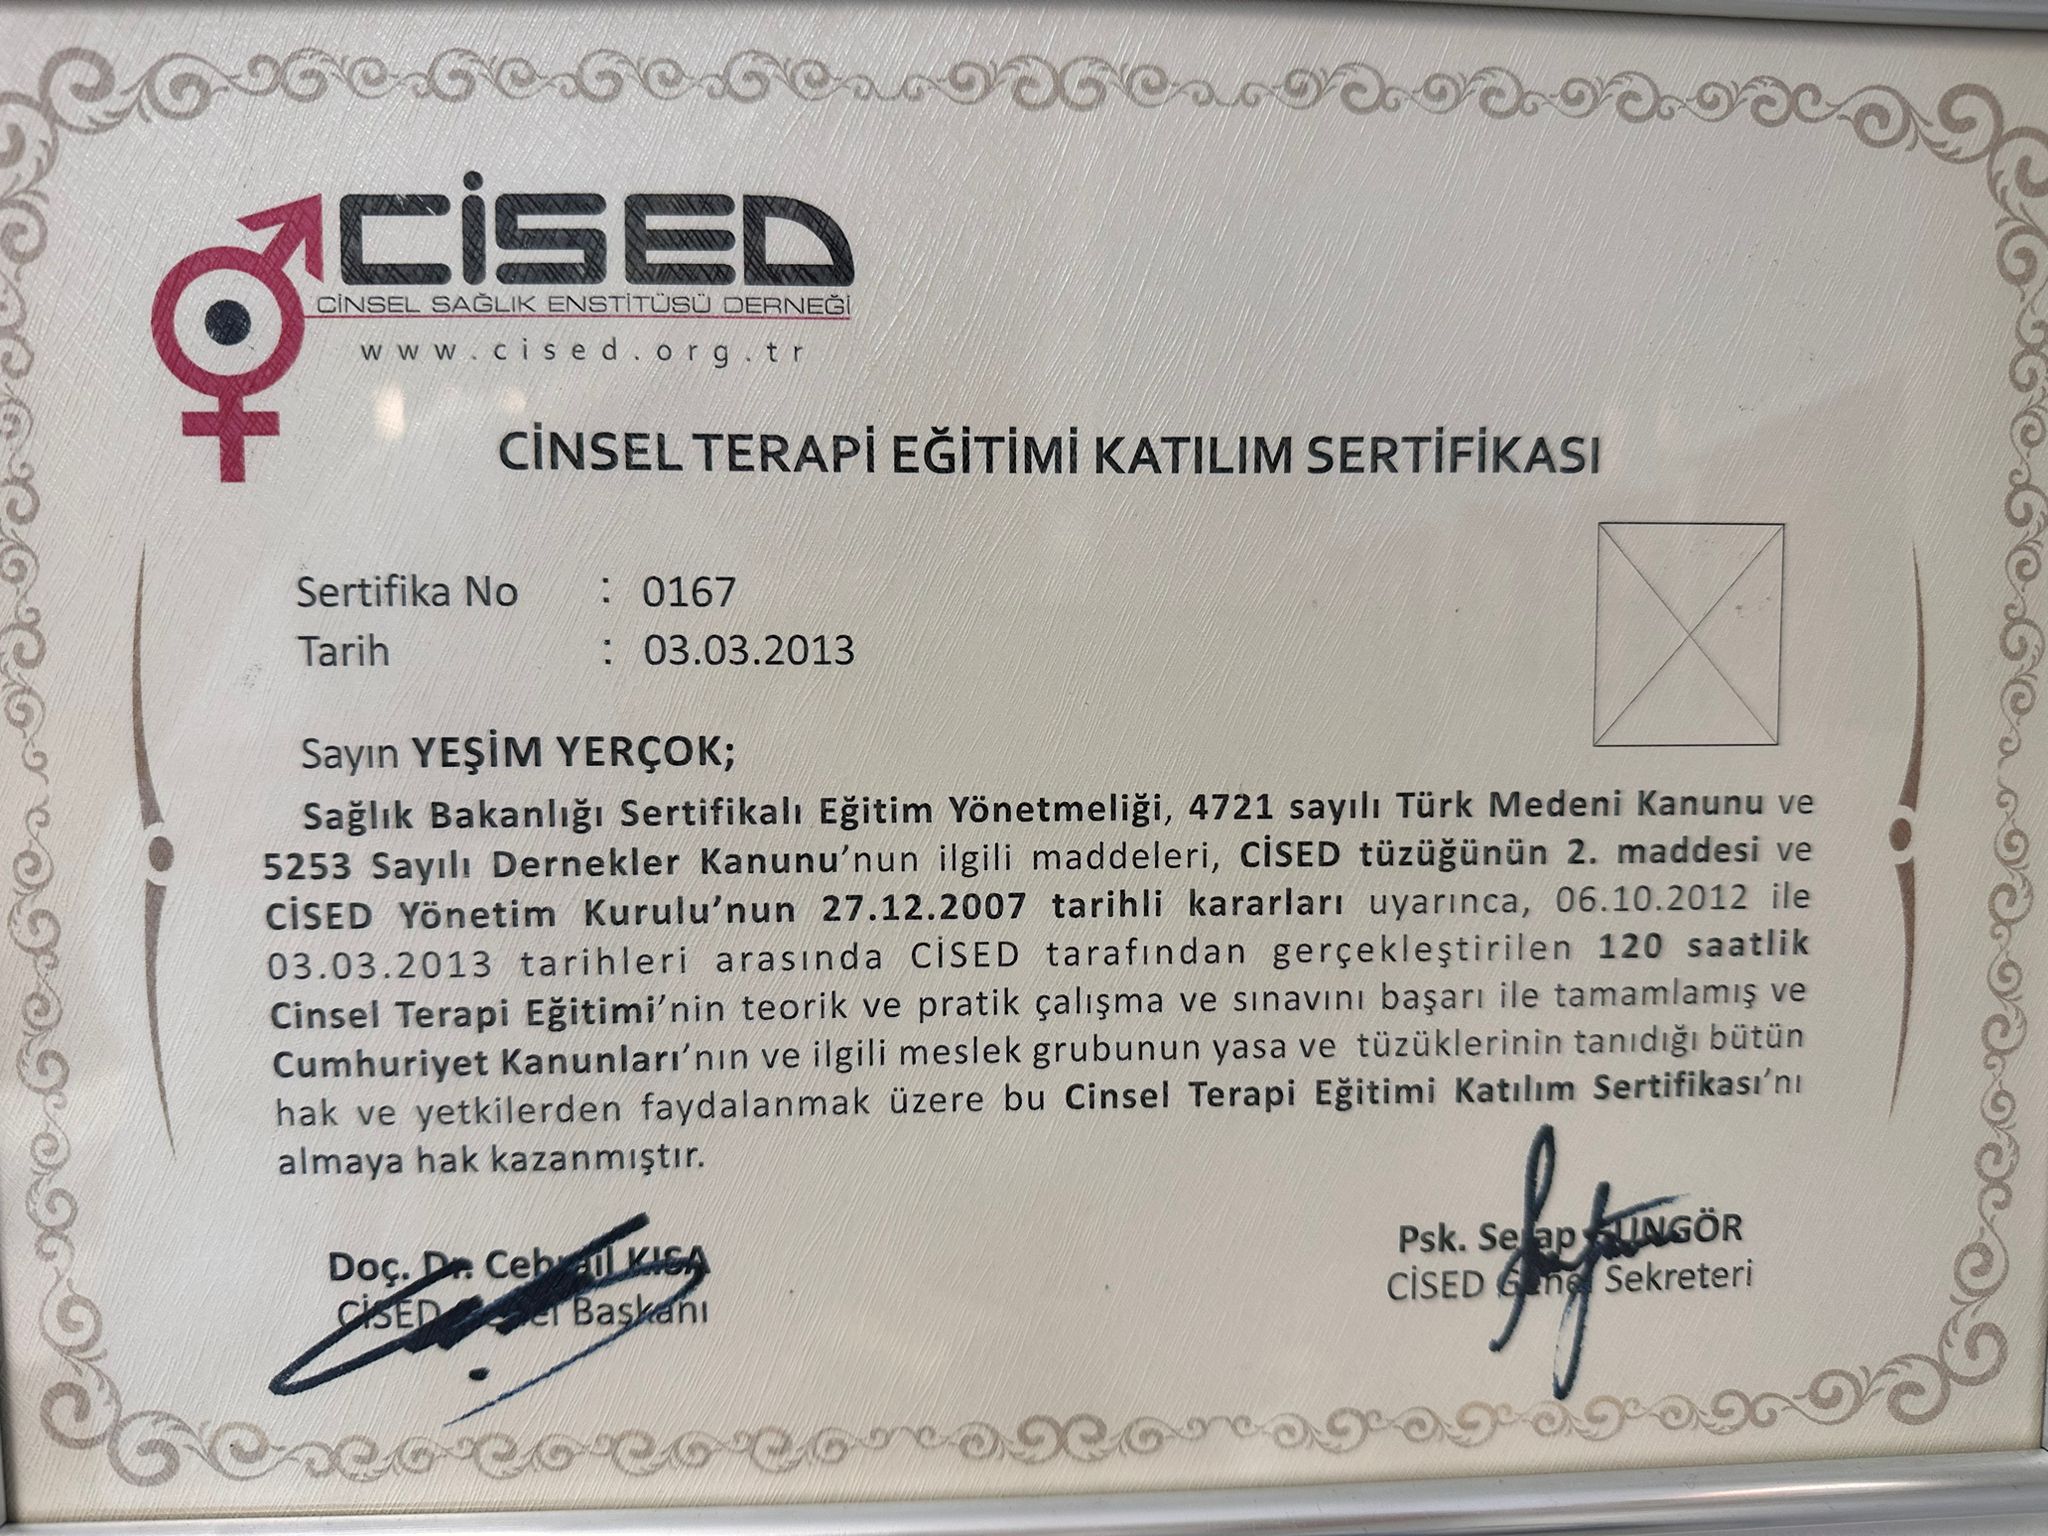 CİSED
CİNSEL SAĞLIK ENSTİTÜSÜ DERNEĞİ
www.cised.org.tr
CİNSEL TERAPİ EĞİTİMİ KATILIM SERTİFİKASI
Sertifika No : 0167
Tarih : 03.03.2013
Sayın YEŞİM YERÇOK;
Sağlık Bakanlığı Sertifikalı Eğitim Yönetmeliği, 4721 sayılı Türk Medeni Kanunu ve
5253 Sayılı Dernekler Kanunu’nun ilgili maddeleri, CİSED tüzüğünün 2. maddesi ve
CİSED Yönetim Kurulu’nun 27.12.2007 tarihli kararları uyarınca, 06.10.2012 ile
03.03.2013 tarihleri arasında CİSED tarafından gerçekleştirilen 120 saatlik
Cinsel Terapi Eğitimi’nin teorik ve pratik çalışma ve sınavını başarı ile tamamlamış ve
Cumhuriyet Kanunları’nın ve ilgili meslek grubunun yasa ve tüzüklerinin tanıdığı bütün
hak ve yetkilerden faydalanmak üzere bu Cinsel Terapi Eğitimi Katılım Sertifikası’nı
almaya hak kazanmıştır.
Doç. Dr. Cebrail KISA
CİSED Genel Başkanı
Psk. Serap GÜNGÖR
CİSED Genel Sekreteri